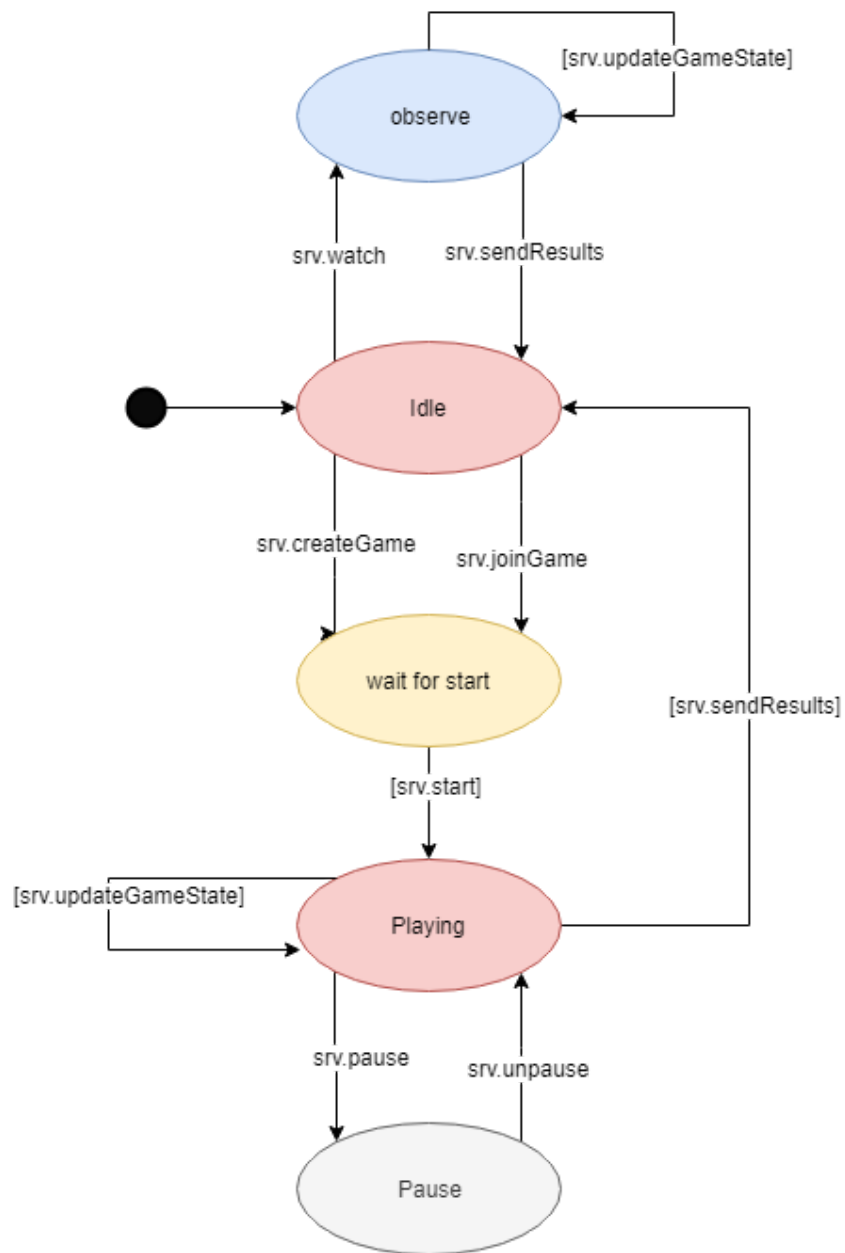 [srv.updateGameState]
observe
srv.watch
srv.sendResults
Idle
srv.createGame
srv.joinGame
wait for start
[srv.sendResults]
[srv.start]
[srv.updateGameState]
Playing
srv.pause
srv.unpause
Pause